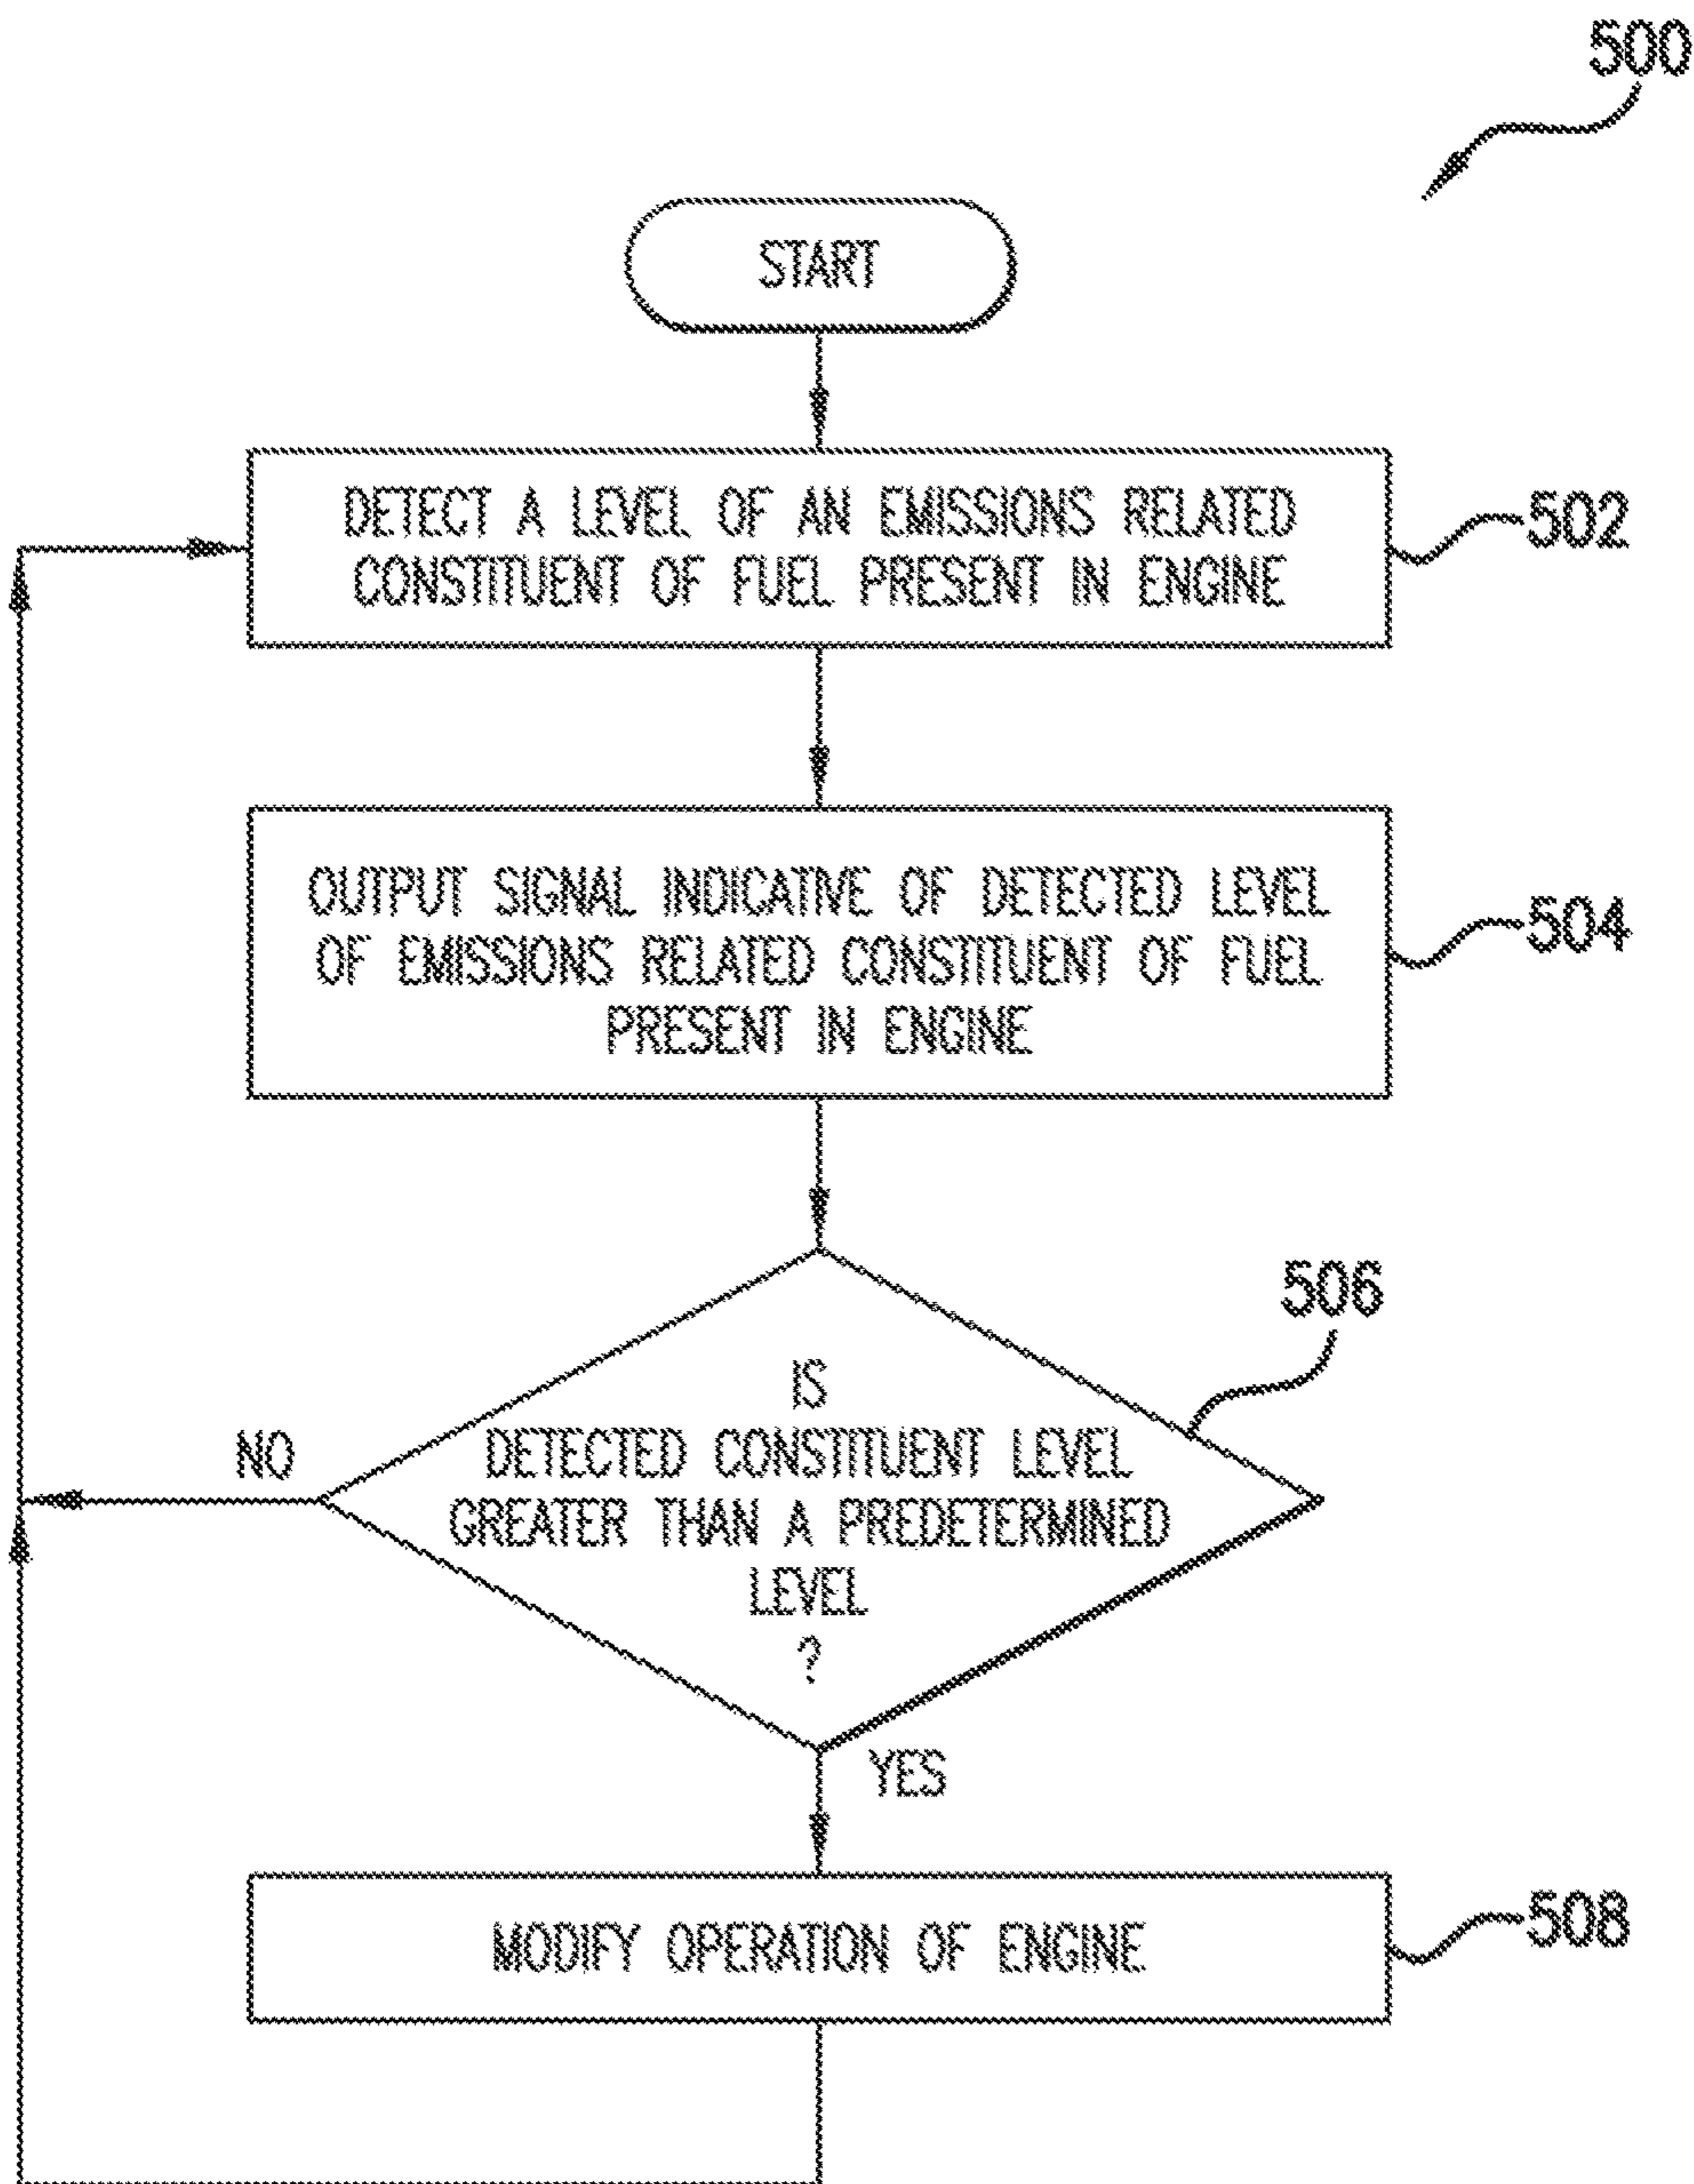 500
START
DETECT A LEVEL OF AN EMISSIONS RELATED
CONSTITUENT OF FUEL PRESENT IN ENGINE
502
OUTPUT SIGNAL INDICATIVE OF DETECTED LEVEL
OF EMISSIONS RELATED CONSTITUENT OF FUEL
PRESENT IN ENGINE
504
506
IS
DETECTED CONSTITUENT LEVEL
GREATER THAN A PREDETERMINED
LEVEL
?
NO
YES
MODIFY OPERATION OF ENGINE
508